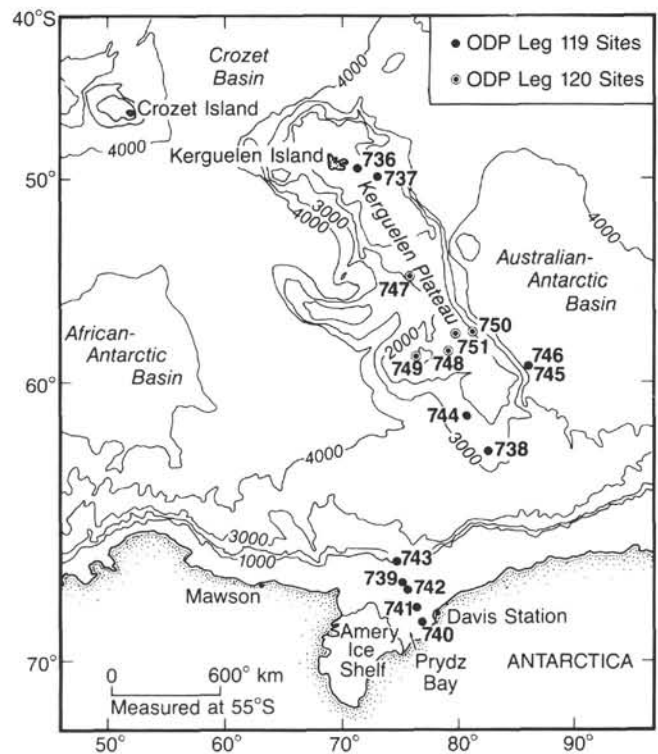 40°S
Crozet
Basin
4000
• ODP Leg 119 Sites
ODP Leg 120 Sites
Crozet Island
4000
Kerguelen Island
736
737
50°
4000
3000
4000
Kerguelen Plateau
Australian-
Antarctic
Basin
747
African-
Antarctic
Basin
2000
750
751
749
748
746
745
60°
744
3000
738
4000
3000
1000
743
739
742
Mawson
741
Davis Station
740
Amery
Ice
Shelf
Prydz
Bay
ANTARCTICA
70°
0
600° km
Measured at 55°S
50°
60°
70°
80°
90°